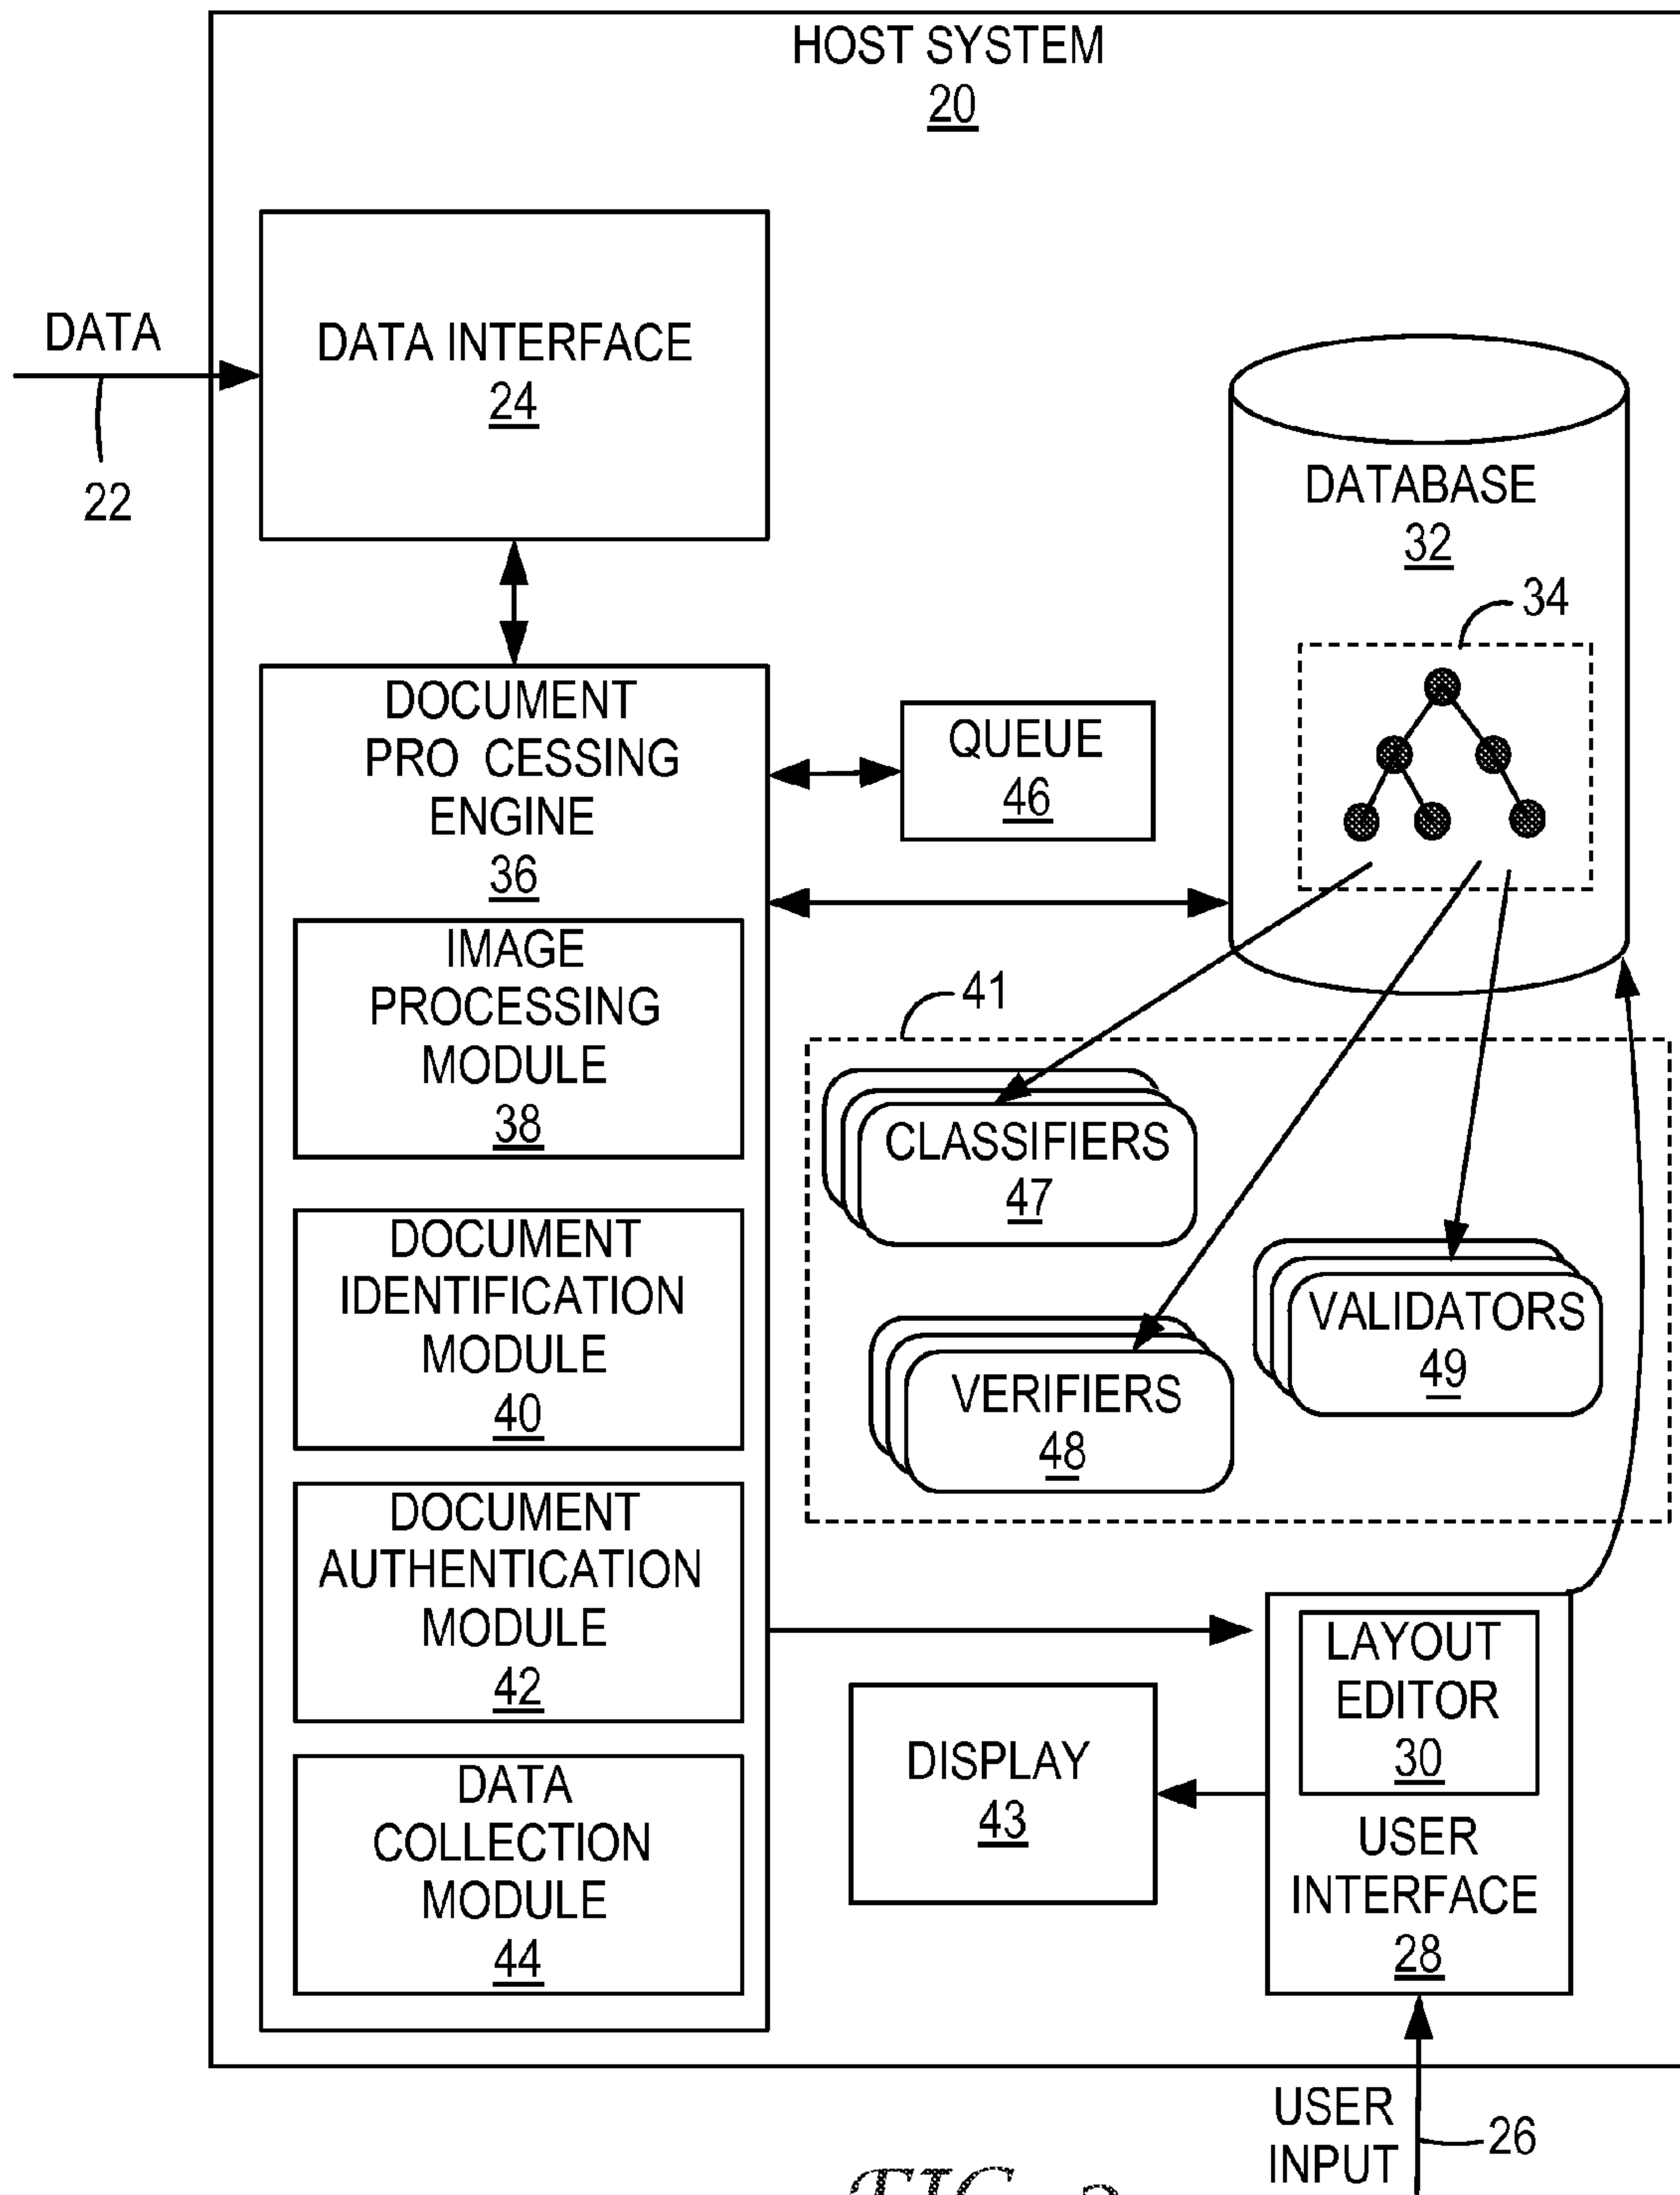 HOST SYSTEM
20
DATA
22
DATA INTERFACE
24
DATABASE
32
34
DOCUMENT
PRO CESSING
ENGINE
36
QUEUE
46
IMAGE
PROCESSING
MODULE
38
41
CLASSIFIERS
47
DOCUMENT
IDENTIFICATION
MODULE
40
VALIDATORS
49
VERIFIERS
48
DOCUMENT
AUTHENTICATION
MODULE
42
LAYOUT
EDITOR
30
DISPLAY
43
DATA
COLLECTION
MODULE
44
USER
INTERFACE
28
USER
INPUT
26